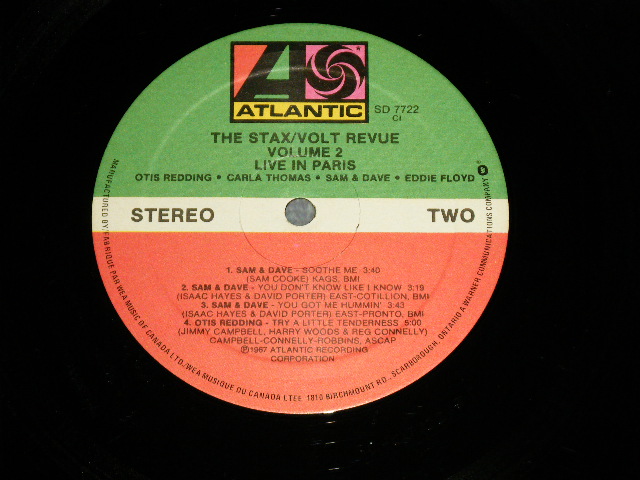 ATLANTIC
SD 7722
CI
THE STAX/VOLT REVUE
VOLUME 2
LIVE IN PARIS
OTIS REDDING • CARLA THOMAS • SAM & DAVE • EDDIE FLOYD
STEREO
TWO
1. SAM & DAVE - SOOTHE ME 3:40
(SAM COOKE) KAGS, BMI
2. SAM & DAVE - YOU DON'T KNOW LIKE I KNOW 3:19
(ISAAC HAYES & DAVID PORTER) EAST-COTILLION, BMI
3. SAM & DAVE - YOU GOT ME HUMMIN' 3:43
(ISAAC HAYES & DAVID PORTER) EAST-PRONTO, BMI
4. OTIS REDDING - TRY A LITTLE TENDERNESS 5:00
(JIMMY CAMPBELL, HARRY WOODS & REG CONNELLY)
CAMPBELL-CONNELLY-ROBBINS, ASCAP
℗1967 ATLANTIC RECORDING
CORPORATION
MANUFACTURED BY/FABRIQUE PAR WEA MUSIC OF CANADA LTD./WEA MUSIQUE DU CANADA LTEE. 1810 BIRCHMOUNT RD., SCARBOROUGH, ONTARIO A WARNER COMMUNICATIONS COMPANY